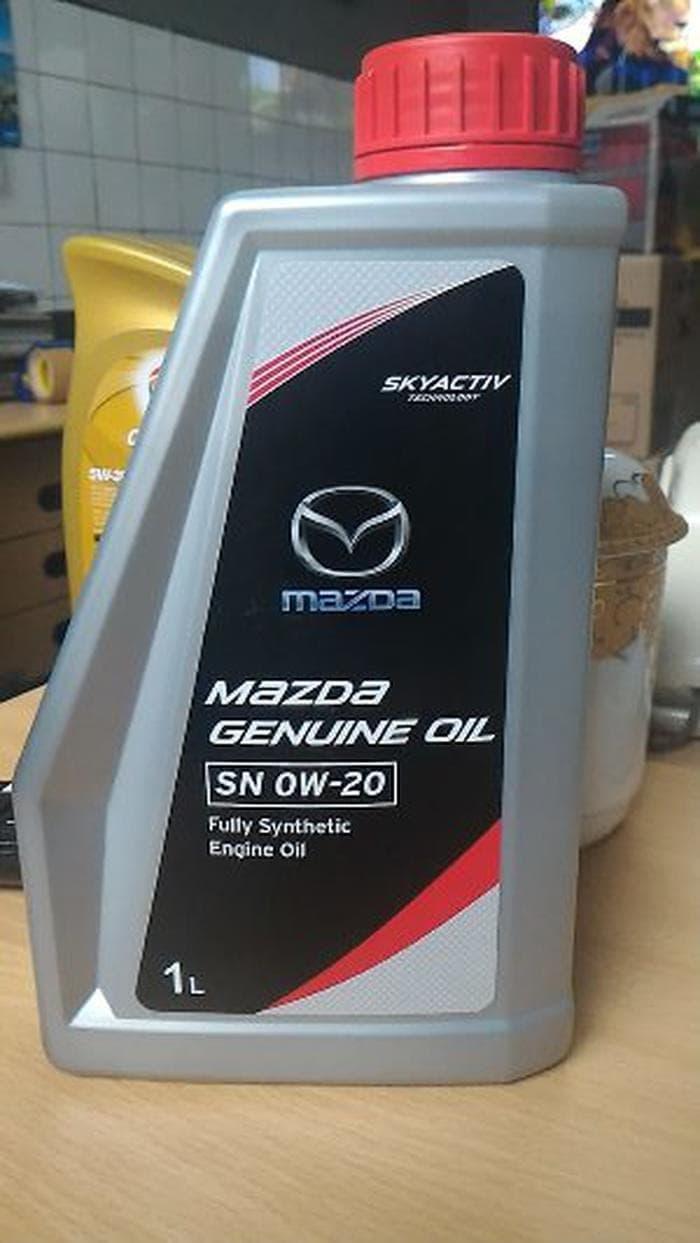 SKYACTIV
TECHNOLOGY
mazda
mazDa
GENUINE OIL
SN 0W-20
Fully Synthetic
Engine Oil
1L